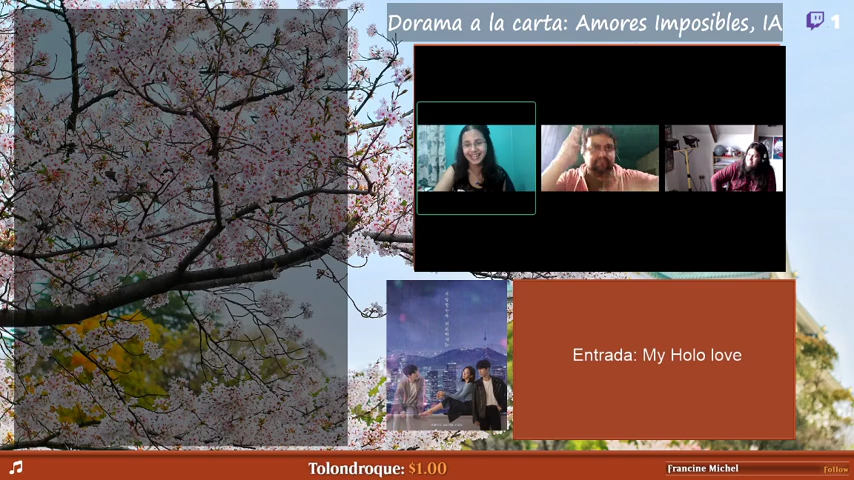 Dorama a la carta: Amores Imposibles, IA
1
Entrada: My Holo love
Tolondroque: $1.00
Francine Michel
Follow